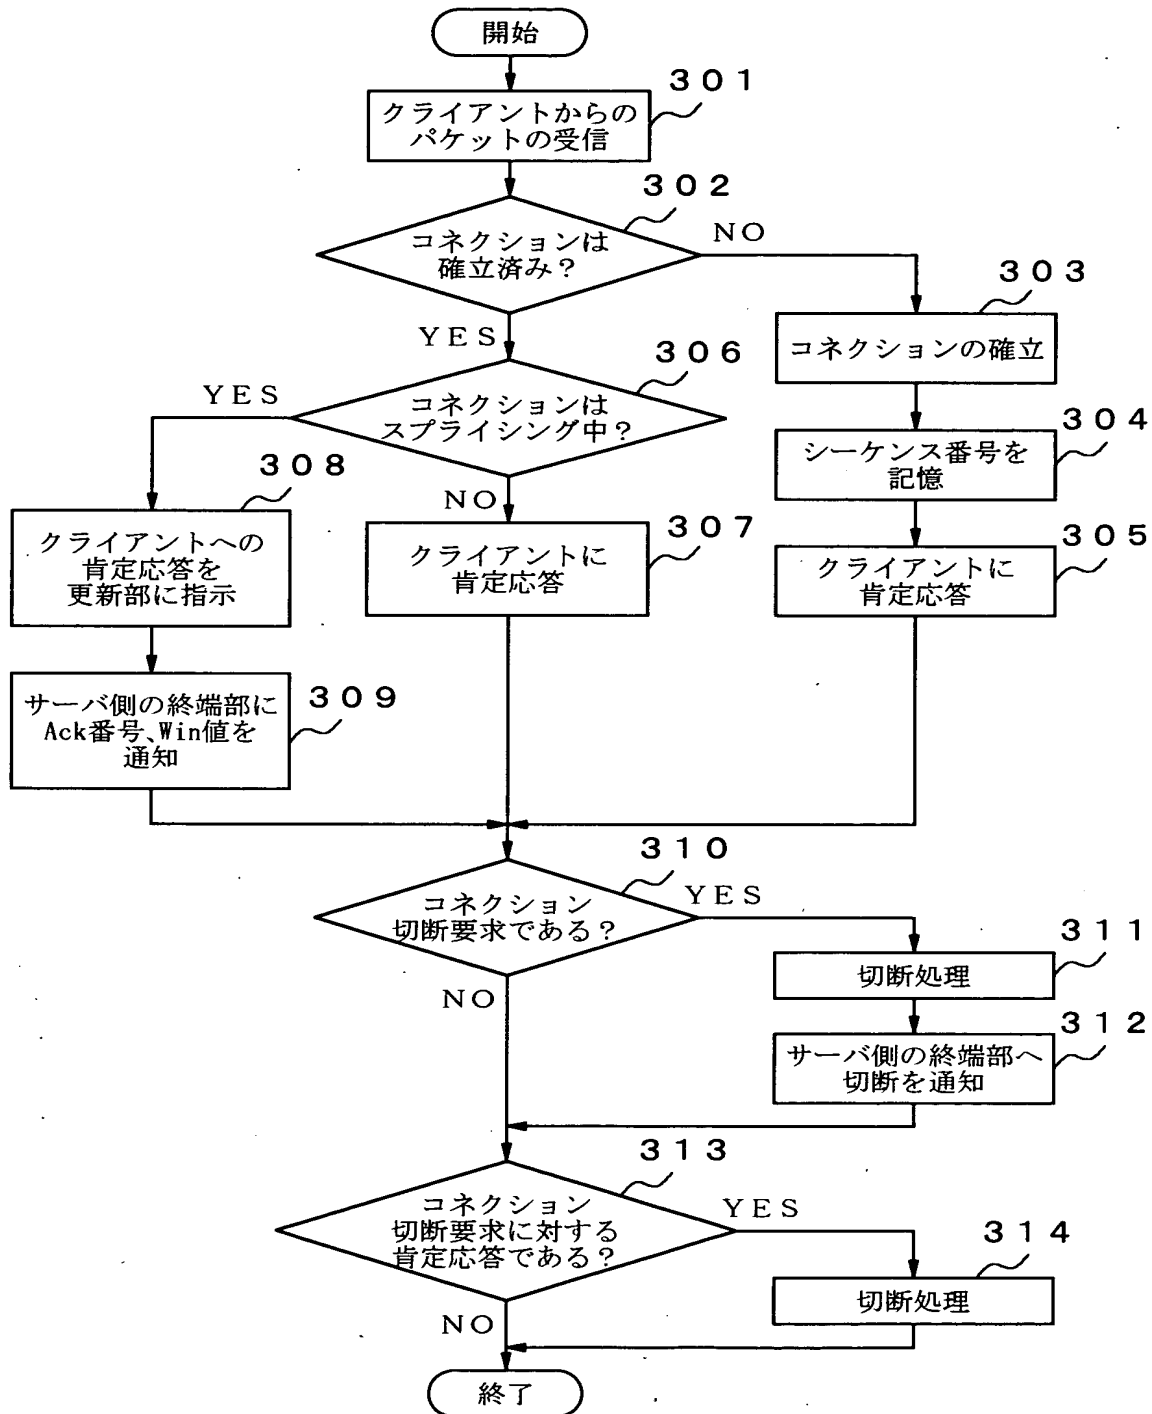 開始
301
クライアントからの
パケットの受信
302
コネクションは
確立済み?
NO
YES
303
コネクションの確立
304
シーケンス番号を
記憶
305
クライアントに
肯定応答
306
コネクションは
スプライシング中?
YES
NO
307
クライアントに
肯定応答
308
クライアントへの
肯定応答を
更新部に指示
309
サーバ側の終端部に
Ack番号、Win値を
通知
310
コネクション
切断要求である?
YES
NO
311
切断処理
312
サーバ側の終端部へ
切断を通知
313
コネクション
切断要求に対する
肯定応答である?
YES
NO
314
切断処理
終了